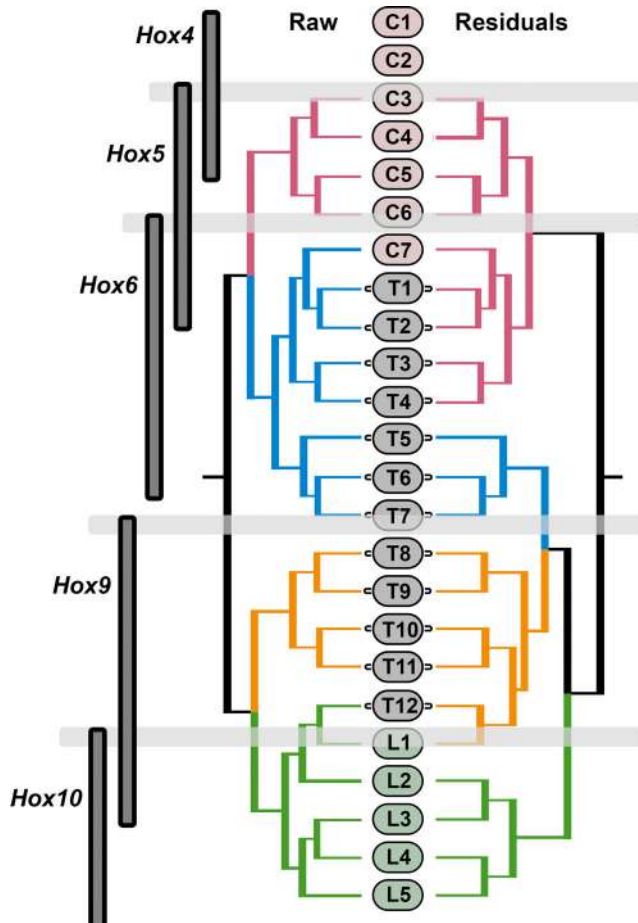 Raw C1 Residuals
Hox4
C2
C3
C4
Hox5
C5
C6
C7
Hox6
T1
T2
T3
T4
T5
T6
T7
T8
Hox9
T9
T10
T11
T12
L1
L2
Hox10
L3
L4
L5